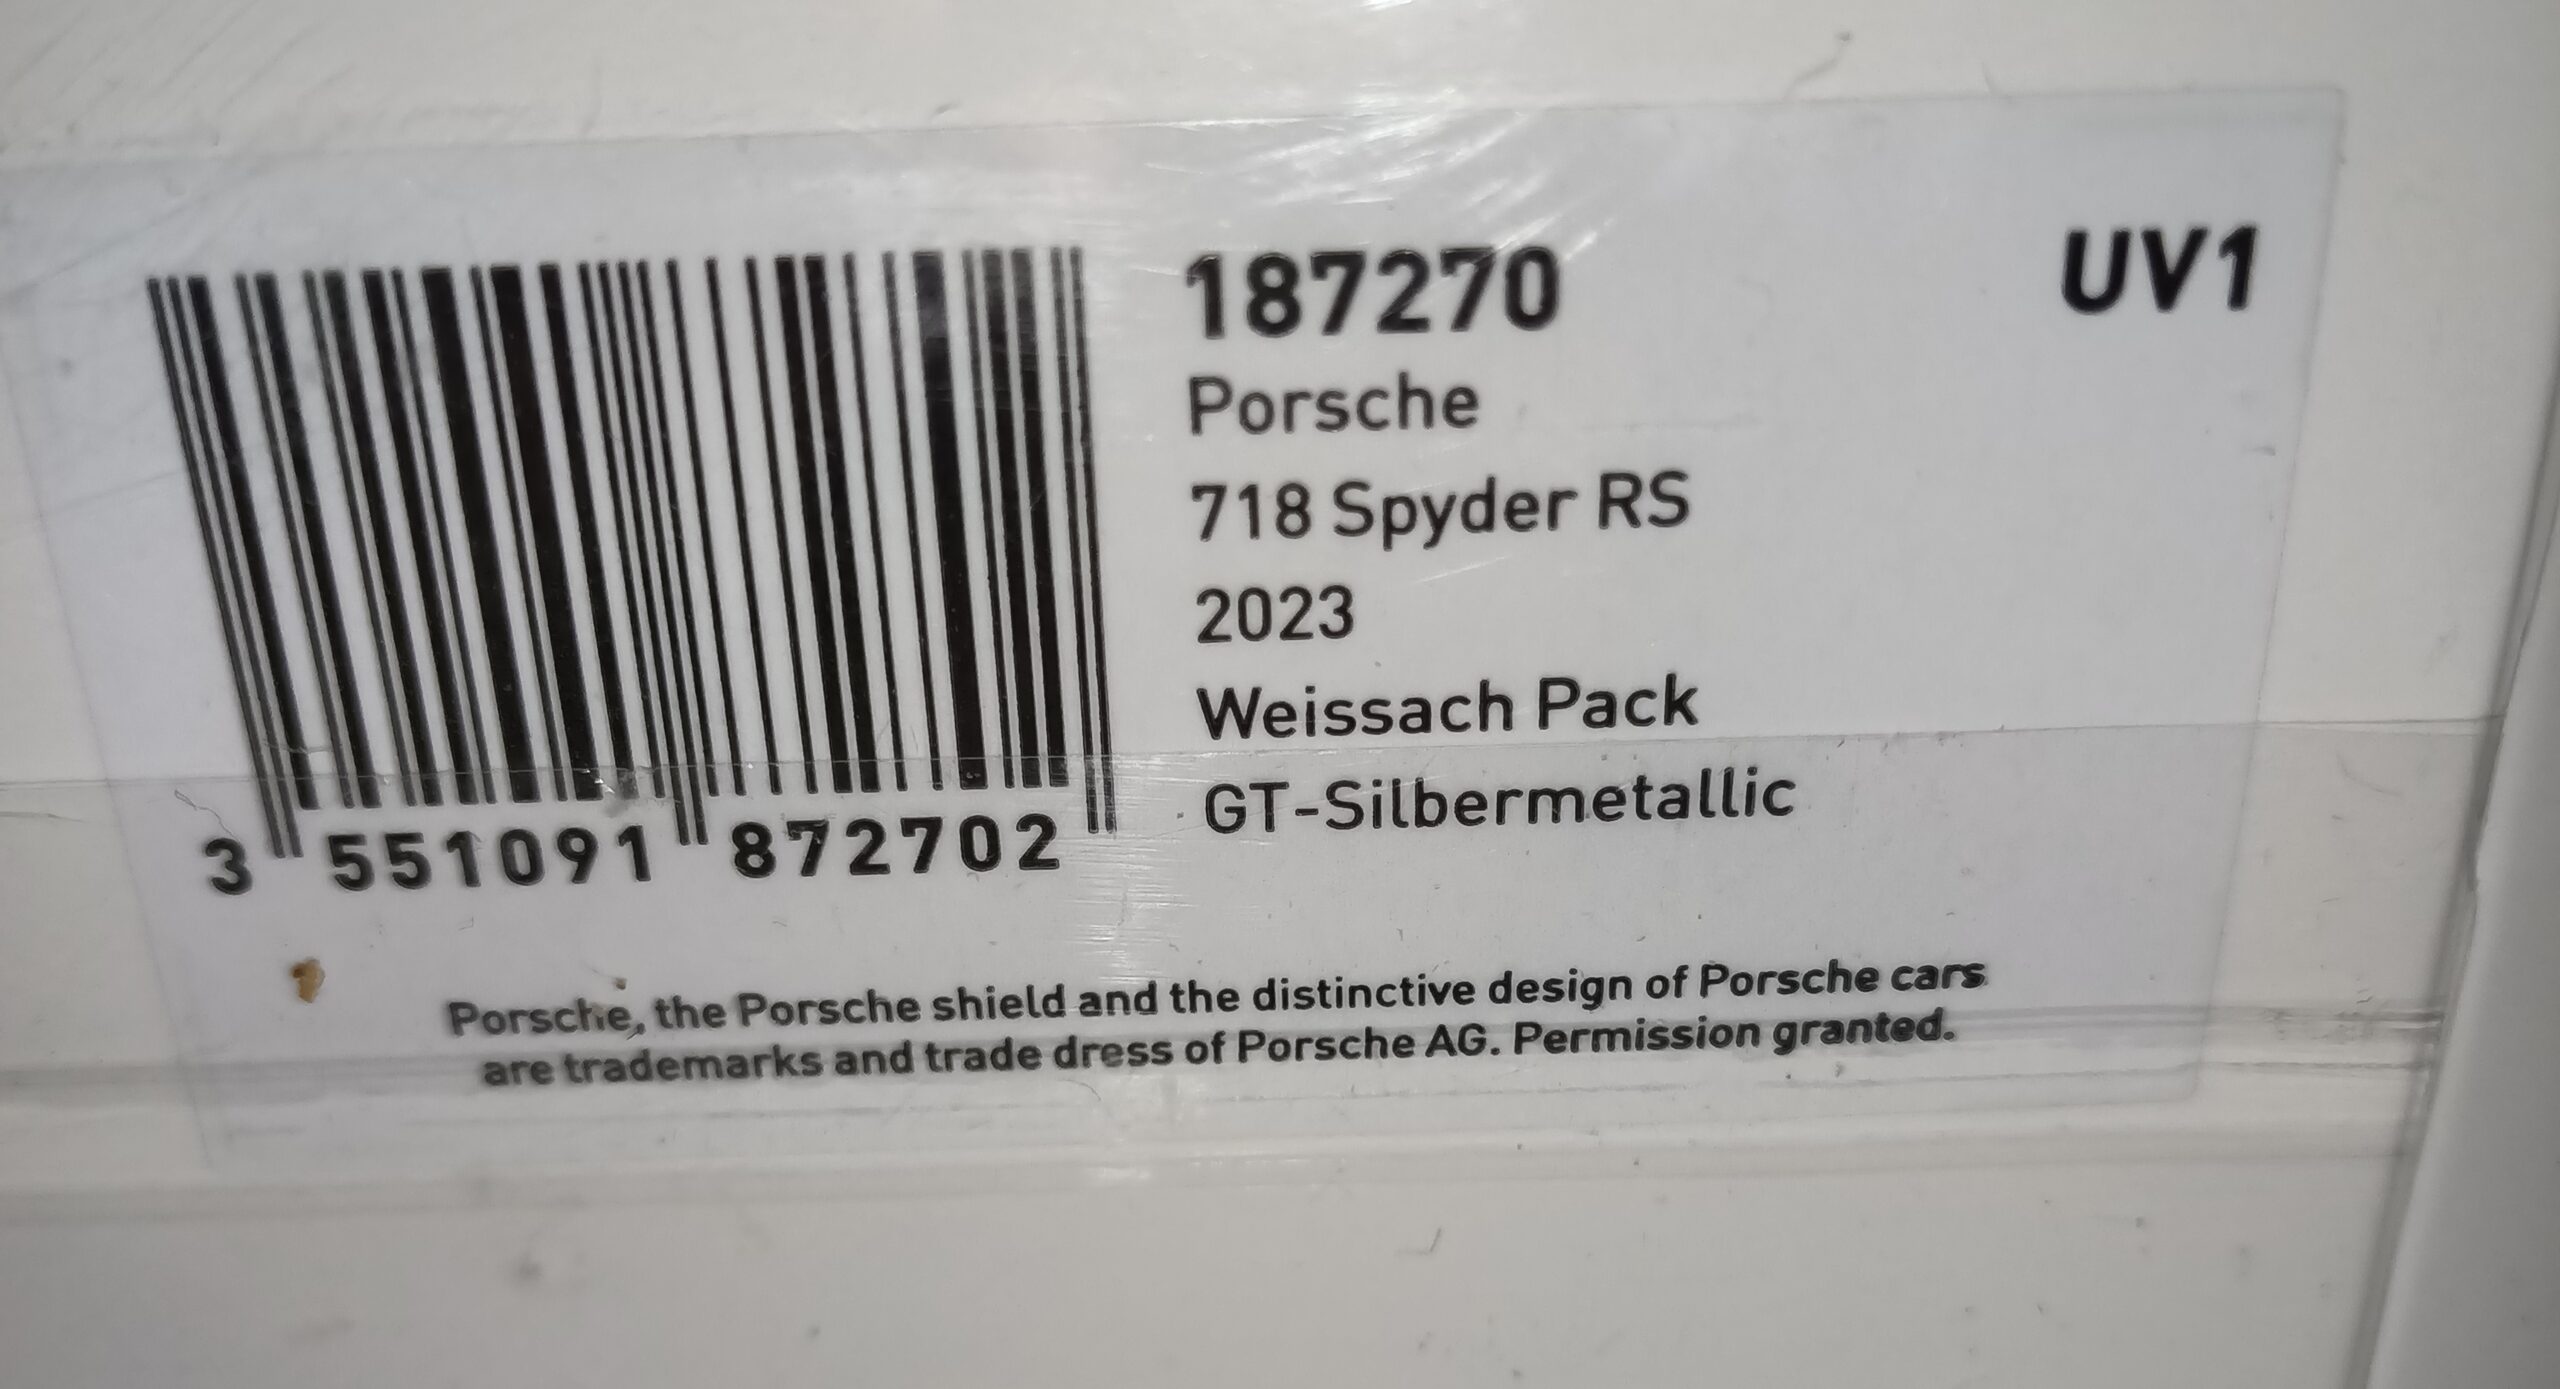 187270
UV1
Porsche
718 Spyder RS
2023
Weissach Pack
GT-Silbermetallic
3 551091 872702
Porsche, the Porsche shield and the distinctive design of Porsche cars
are trademarks and trade dress of Porsche AG. Permission granted.